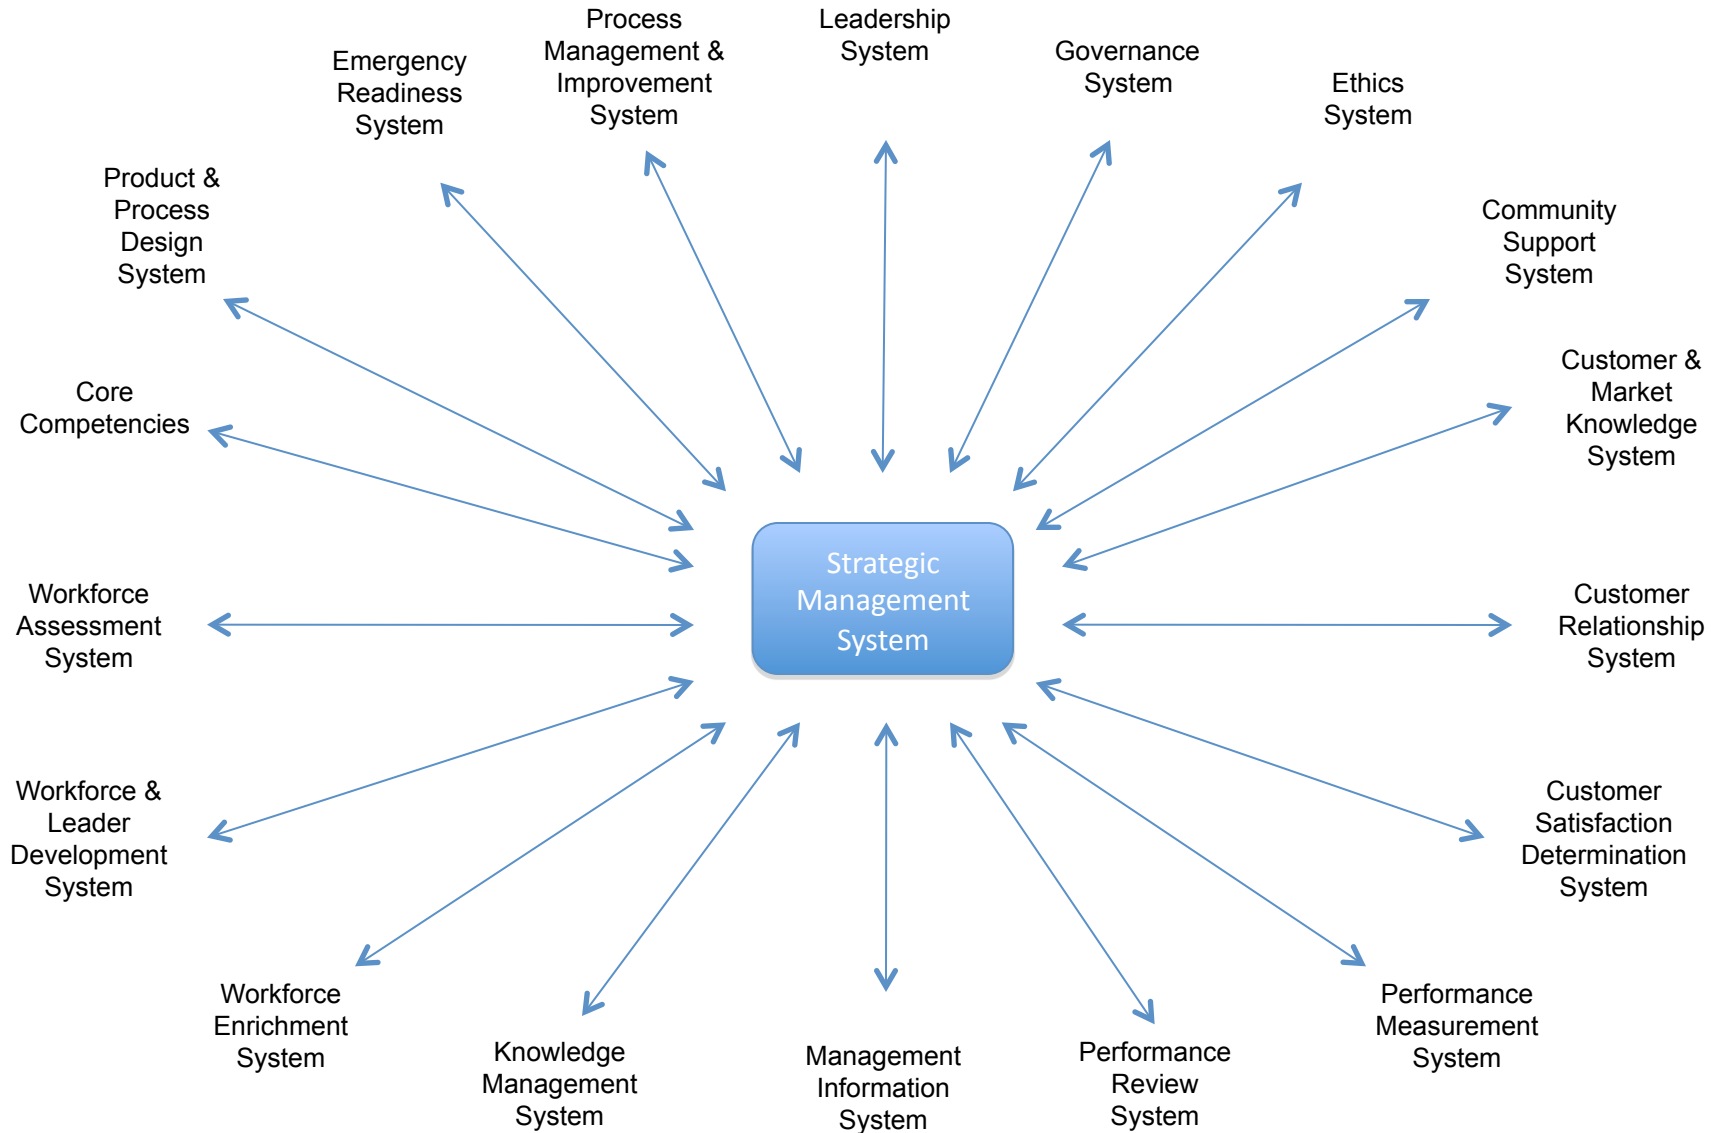 Process
Management &
Improvement
System
Leadership
System
Governance
System
Emergency
Readiness
System
Ethics
System
Product &
Process
Design
System
Community
Support
System
Core
Competencies
Customer &
Market
Knowledge
System
Strategic
Management
System
Workforce
Assessment
System
Customer
Relationship
System
Workforce &
Leader
Development
System
Customer
Satisfaction
Determination
System
Workforce
Enrichment
System
Performance
Measurement
System
Knowledge
Management
System
Management
Information
System
Performance
Review
System